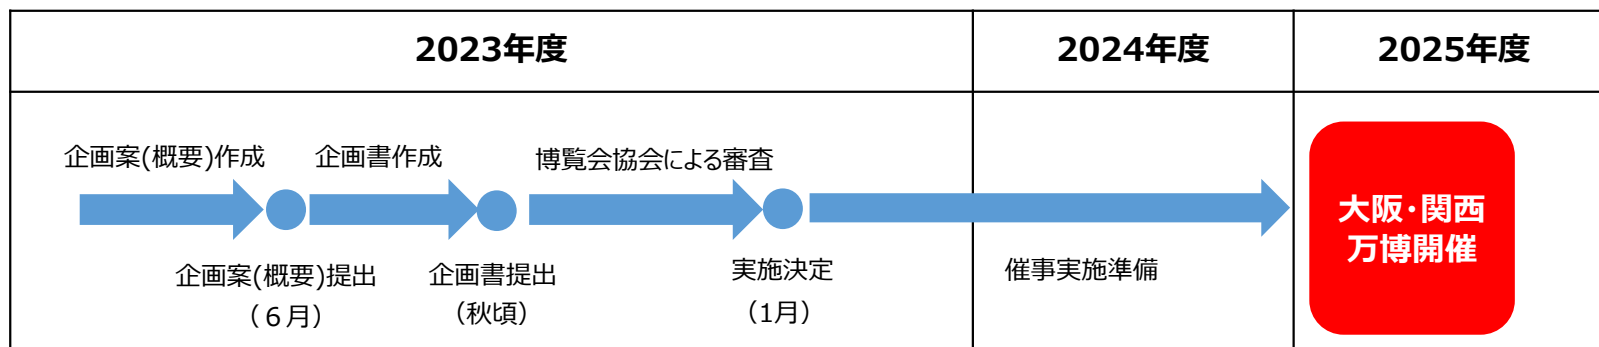 2023年度
2024年度
2025年度
企画案(概要)作成
企画書作成
博覧会協会による審査
企画案(概要)提出
（６月）
企画書提出
（秋頃）
実施決定
（1月）
催事実施準備
大阪・関西
万博開催